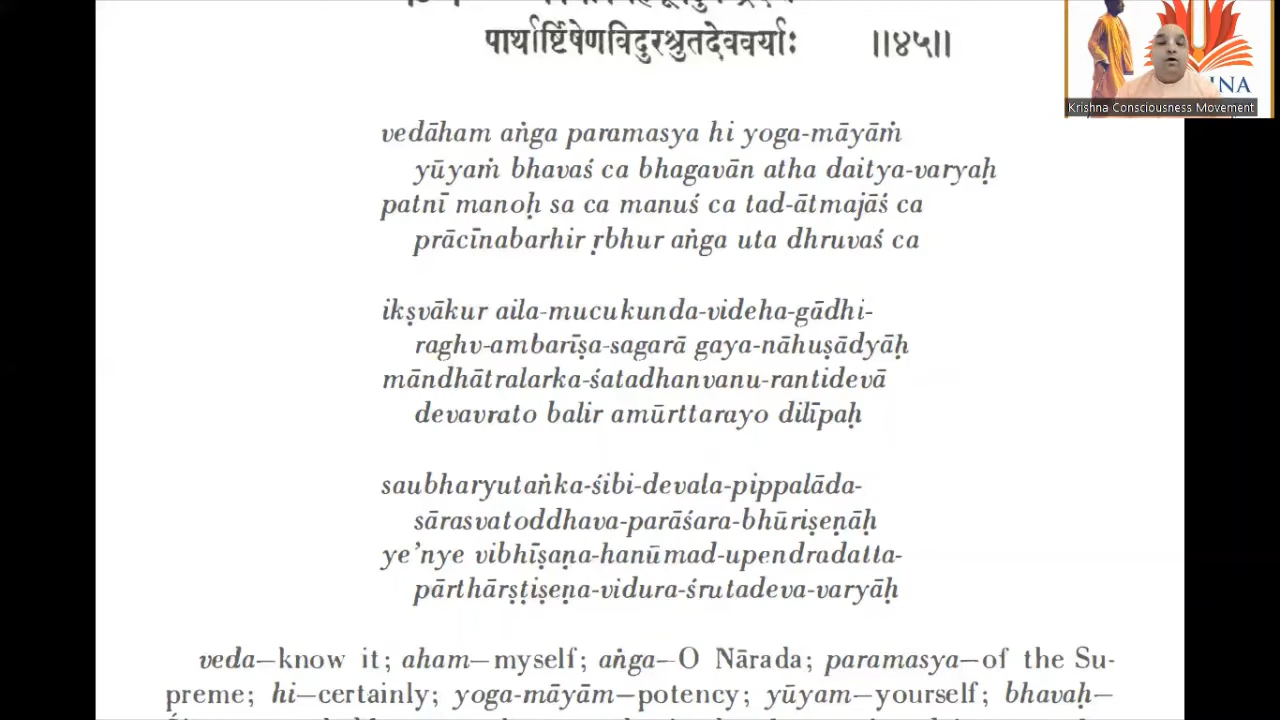 पार्थार्ष्टिषेणविदुरश्रुतदेववर्याः ॥४५॥
vedāham aṅga paramasya hi yoga-māyāṁ
yūyaṁ bhavaś ca bhagavān atha daitya-varyaḥ
patnī manoḥ sa ca manuś ca tad-ātmajāś ca
prācīnabarhir ṛbhur aṅga uta dhruvaś ca
ikṣvākur aila-mucukunda-videha-gādhi-
raghv-ambarīṣa-sagarā gaya-nāhuṣādyāḥ
māndhātralarka-śatadhanvanu-rantidevā
devavrato balir amūrttarayo dilīpaḥ
saubharyutaṅka-śibi-devala-pippalāda-
sārasvatoddhava-parāśara-bhūriṣeṇāḥ
ye'nye vibhīṣaṇa-hanūmad-upendradatta-
pārthārṣṭiṣeṇa-vidura-śrutadeva-varyāḥ
veda—know it; aham—myself; aṅga—O Nārada; paramasya—of the Su-
preme; hi—certainly; yoga-māyām—potency; yūyam—yourself; bhavaḥ—
NA
Krishna Consciousness Movement